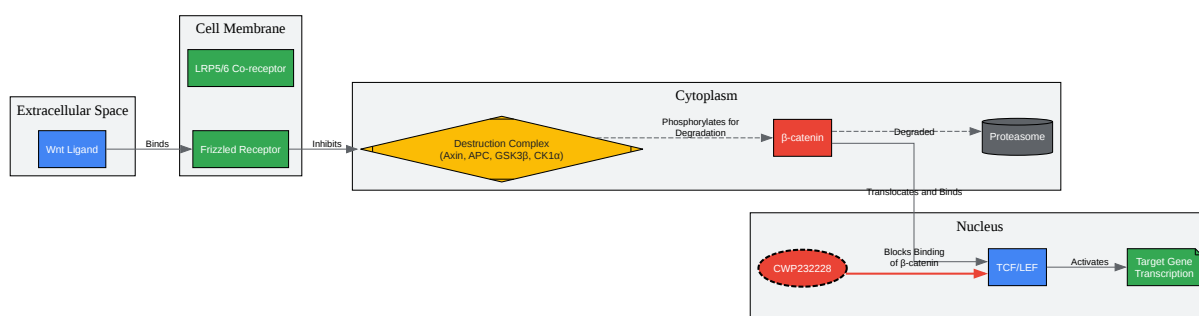 Cell Membrane
LRP5/6 Co-receptor
Extracellular Space
Wnt Ligand
Binds
Frizzled Receptor
Inhibits
Cytoplasm
Destruction Complex
(Axin, APC, GSK3β, CK1α)
Phosphorylates for
Degradation
β-catenin
Degraded
Proteasome
Translocates and Binds
Nucleus
CWP232228
Blocks Binding
of β-catenin
TCF/LEF
Activates
Target Gene
Transcription